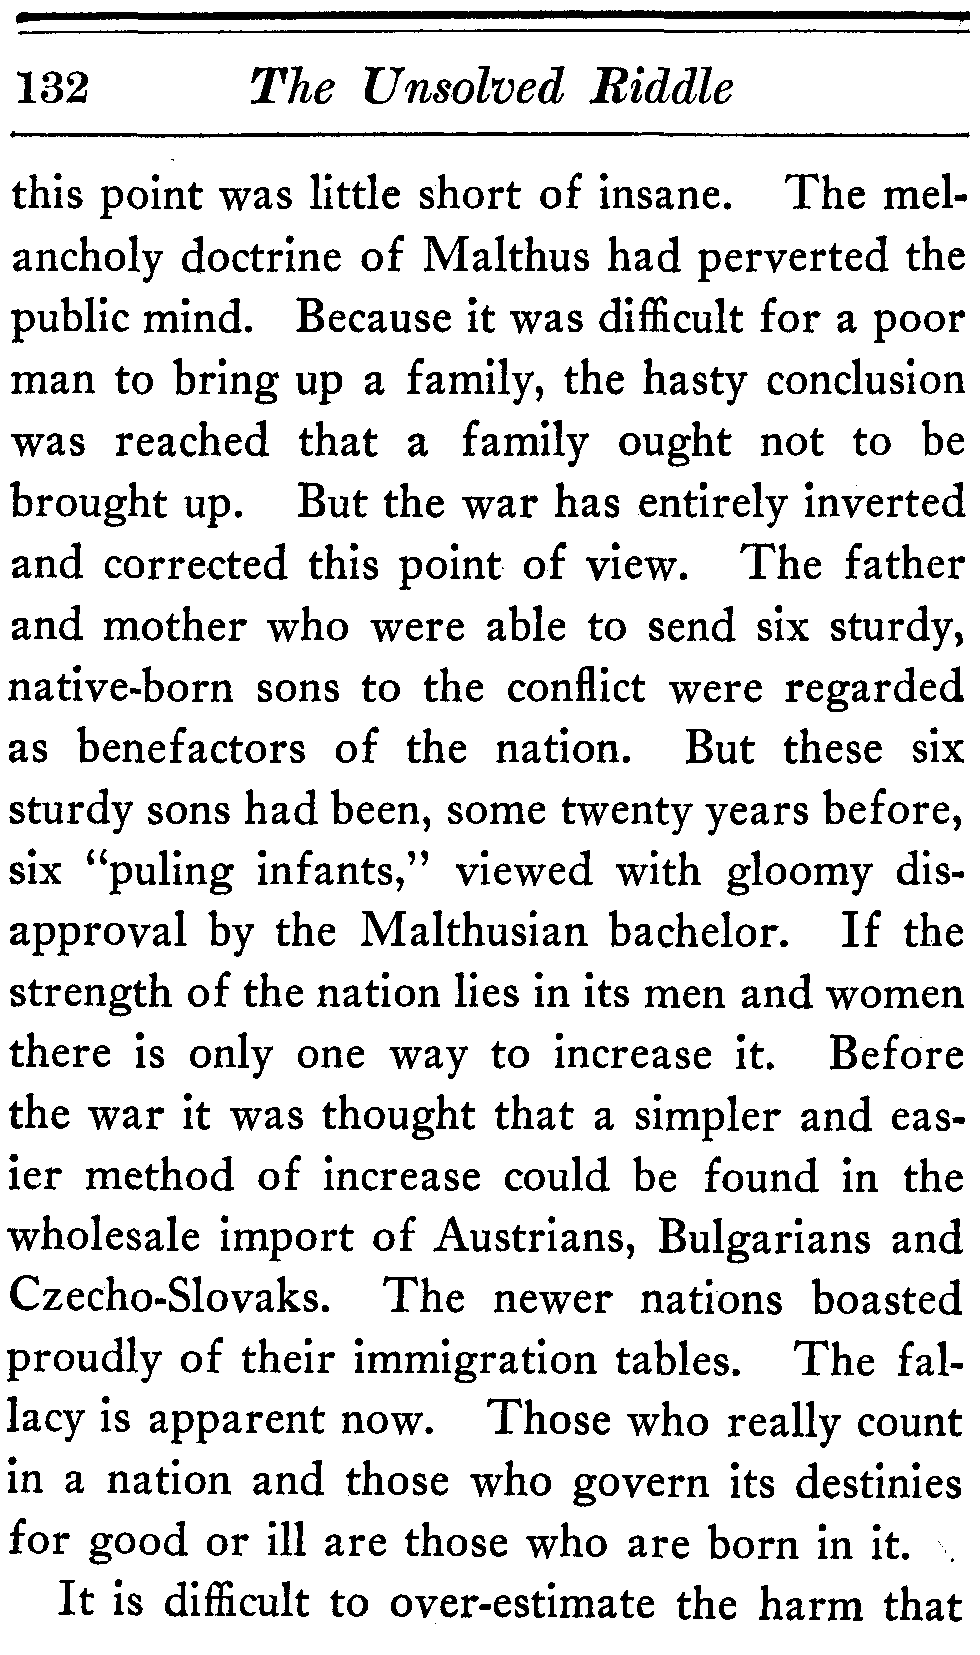 132 The Unsolved Riddle
this point was little short of insane. The mel-
ancholy doctrine of Malthus had perverted the
public mind. Because it was difficult for a poor
man to bring up a family, the hasty conclusion
was reached that a family ought not to be
brought up. But the war has entirely inverted
and corrected this point of view. The father
and mother who were able to send six sturdy,
native-born sons to the conflict were regarded
as benefactors of the nation. But these six
sturdy sons had been, some twenty years before,
six “puling infants,” viewed with gloomy dis-
approval by the Malthusian bachelor. If the
strength of the nation lies in its men and women
there is only one way to increase it. Before
the war it was thought that a simpler and eas-
ier method of increase could be found in the
wholesale import of Austrians, Bulgarians and
Czecho-Slovaks. The newer nations boasted
proudly of their immigration tables. The fal-
lacy is apparent now. Those who really count
in a nation and those who govern its destinies
for good or ill are those who are born in it.
It is difficult to over-estimate the harm that